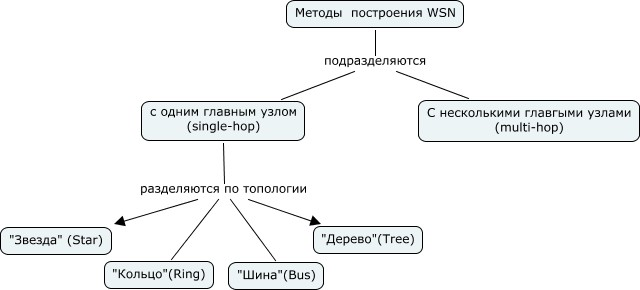 Методы построения WSN
подразделяются
с одним главным узлом
(single-hop)
С несколькими главгыми узлами
(multi-hop)
разделяются по топологии
"Звезда" (Star)
"Кольцо"(Ring)
"Шина"(Bus)
"Дерево"(Tree)